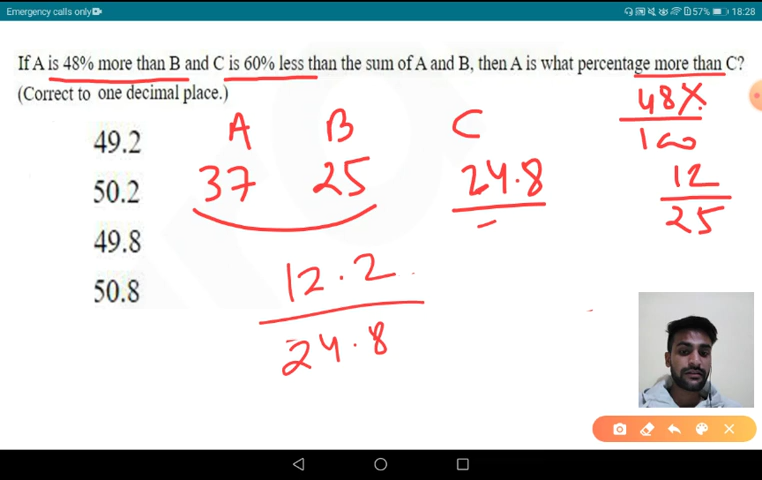 Emergency calls only
57% 18:28
If A is 48% more than B and C is 60% less than the sum of A and B, then A is what percentage more than C?
(Correct to one decimal place.)
48%
100
A B C
49.2
37 25 24.8
12
25
50.2
49.8
12.2
24.8
50.8